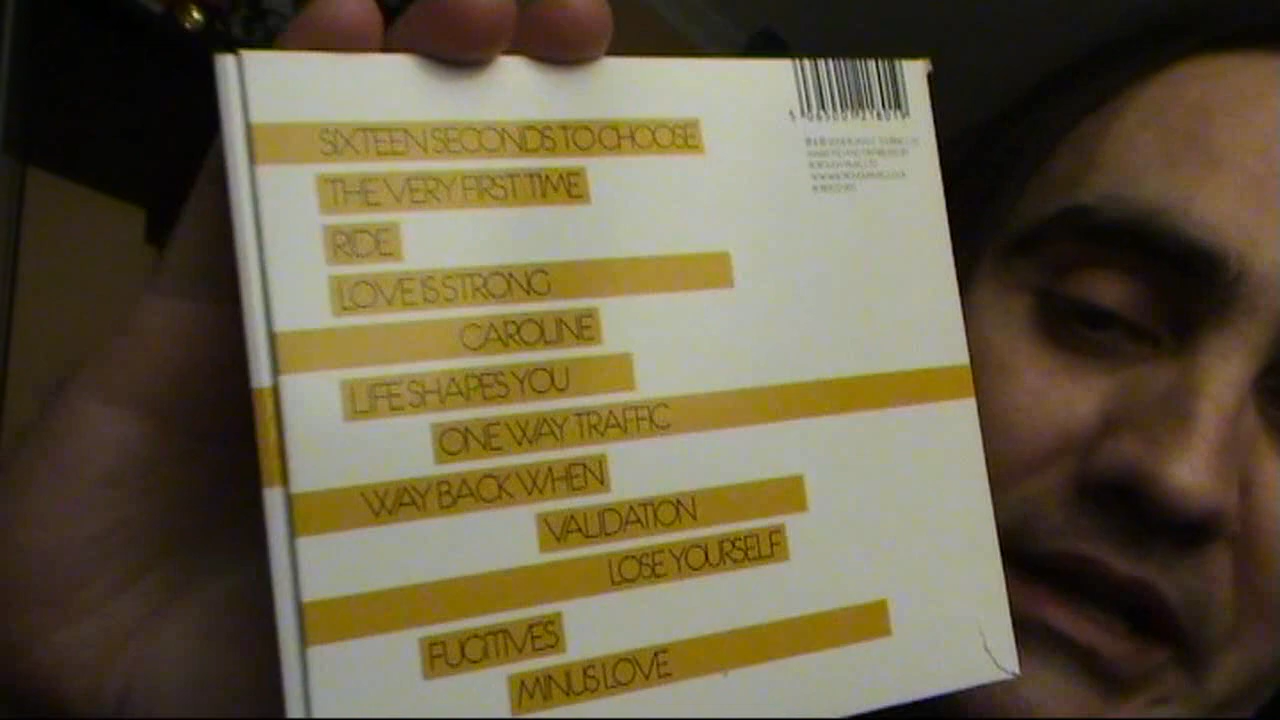 SIXTEEN SECONDS TO CHOOSE
THE VERY FIRST TIME
RIDE
LOVE IS STRONG
CAROLINE
LIFE SHAPES YOU
ONE WAY TRAFFIC
WAY BACK WHEN
VALIDATION
LOSE YOURSELF
FUGITIVES
MINUS LOVE